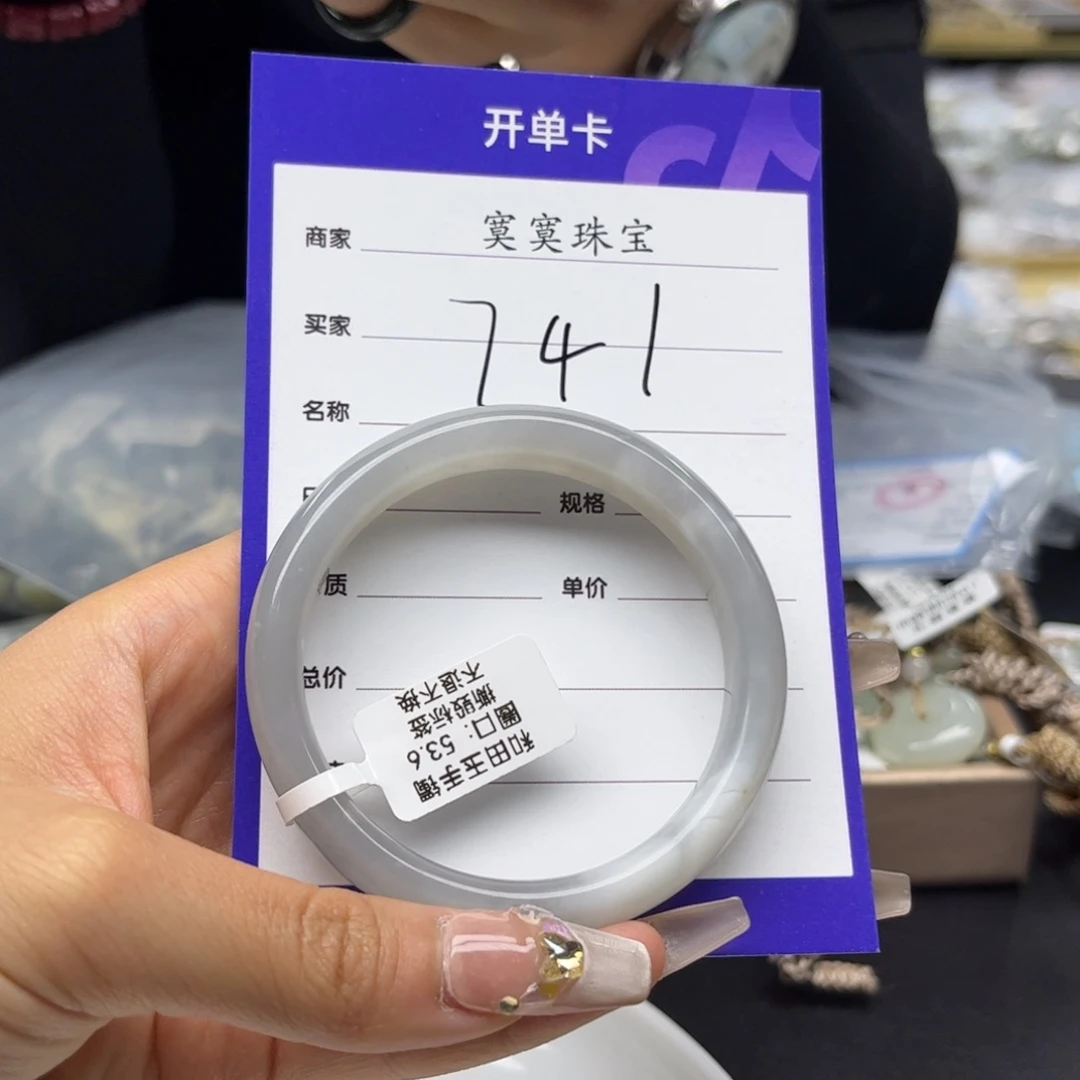 开单卡
商家 寞寞珠宝
买家 741
名称
规格
质 单价
总价
和田玉手镯
圈口：53.6
撕毁标签
不退不换